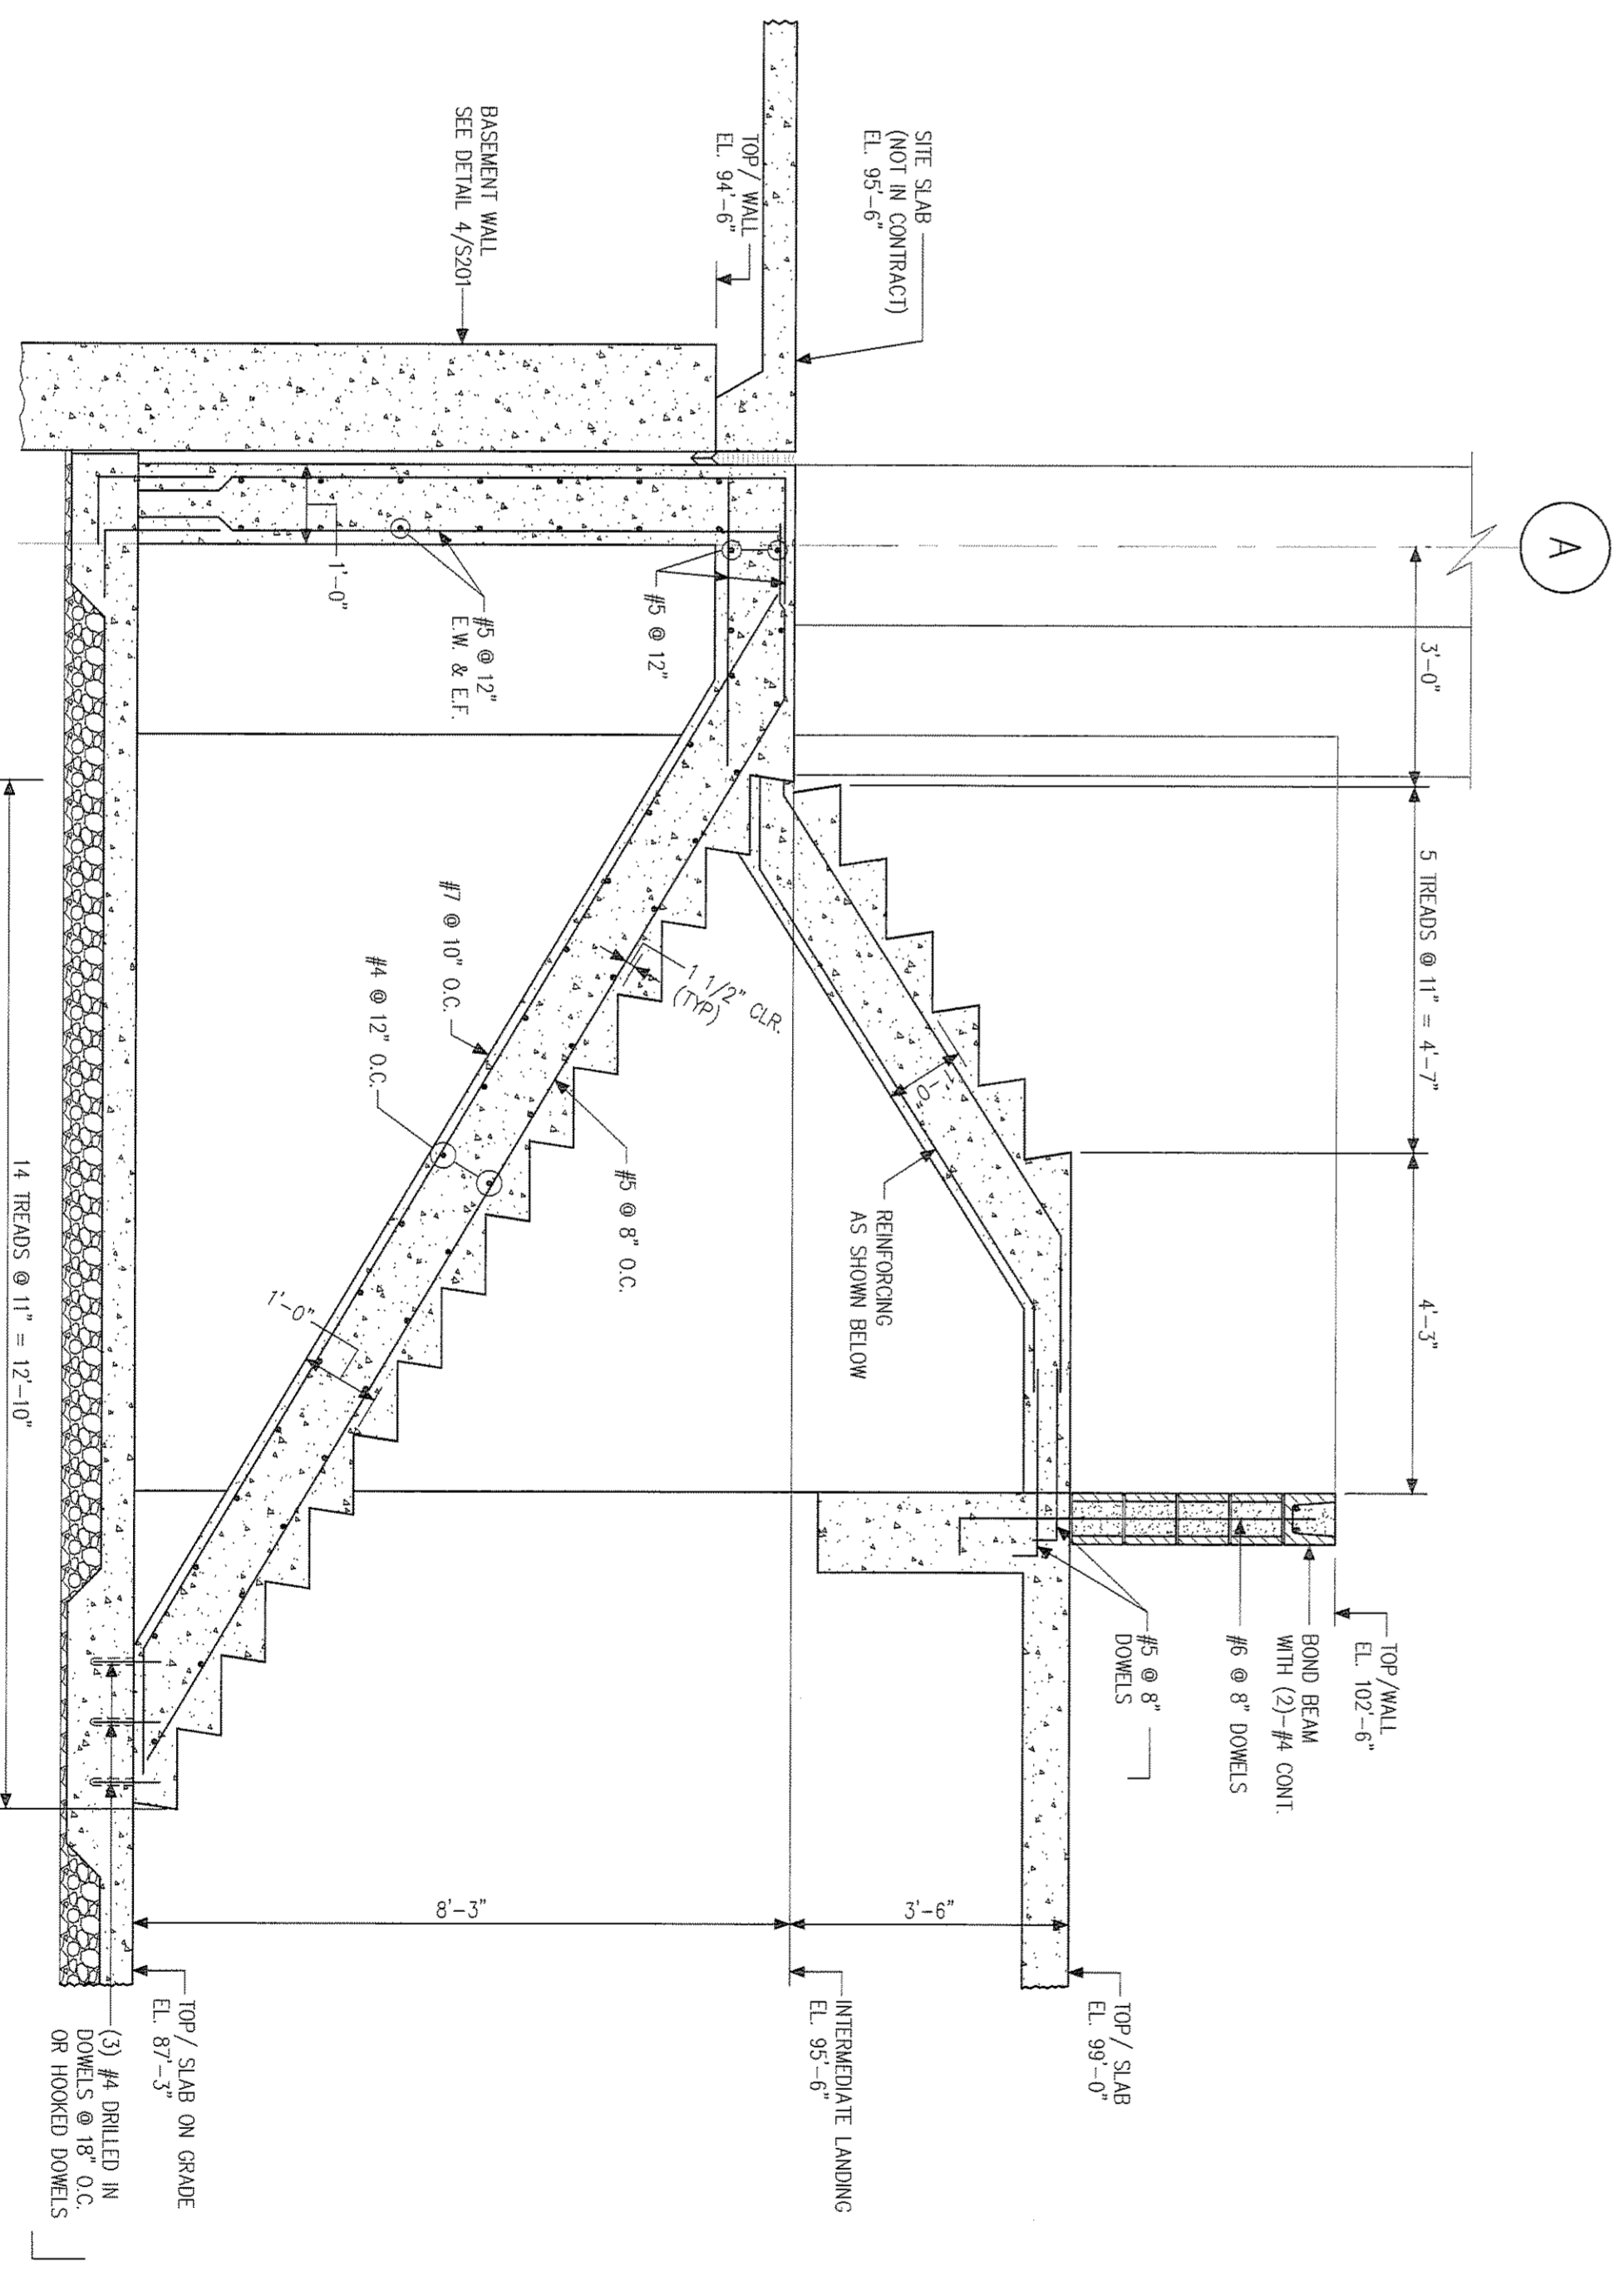 A
3'-0"
5 TREADS @ 11" = 4'-7"
4'-3"
SITE SLAB
(NOT IN CONTRACT)
EL. 95'-6"
TOP/ WALL
EL. 94'-6"
BASEMENT WALL
SEE DETAIL 4/S201
TOP/WALL
EL. 102'-6"
BOND BEAM
WITH (2)-#4 CONT.
#6 @ 8" DOWELS
#5 @ 8"
DOWELS
1'-0"
REINFORCING
AS SHOWN BELOW
#5 @ 12"
1 1/2" CLR.
(TYP)
#5 @ 8" O.C.
#5 @ 12"
E.W. & E.F.
1'-0"
#7 @ 10" O.C.
#4 @ 12" O.C.
1'-0"
3'-6"
8'-3"
TOP/ SLAB
EL. 99'-0"
INTERMEDIATE LANDING
EL. 95'-6"
TOP/ SLAB ON GRADE
EL. 87'-3"
(3) #4 DRILLED IN
DOWELS @ 18" O.C.
OR HOOKED DOWELS
14 TREADS @ 11" = 12'-10"